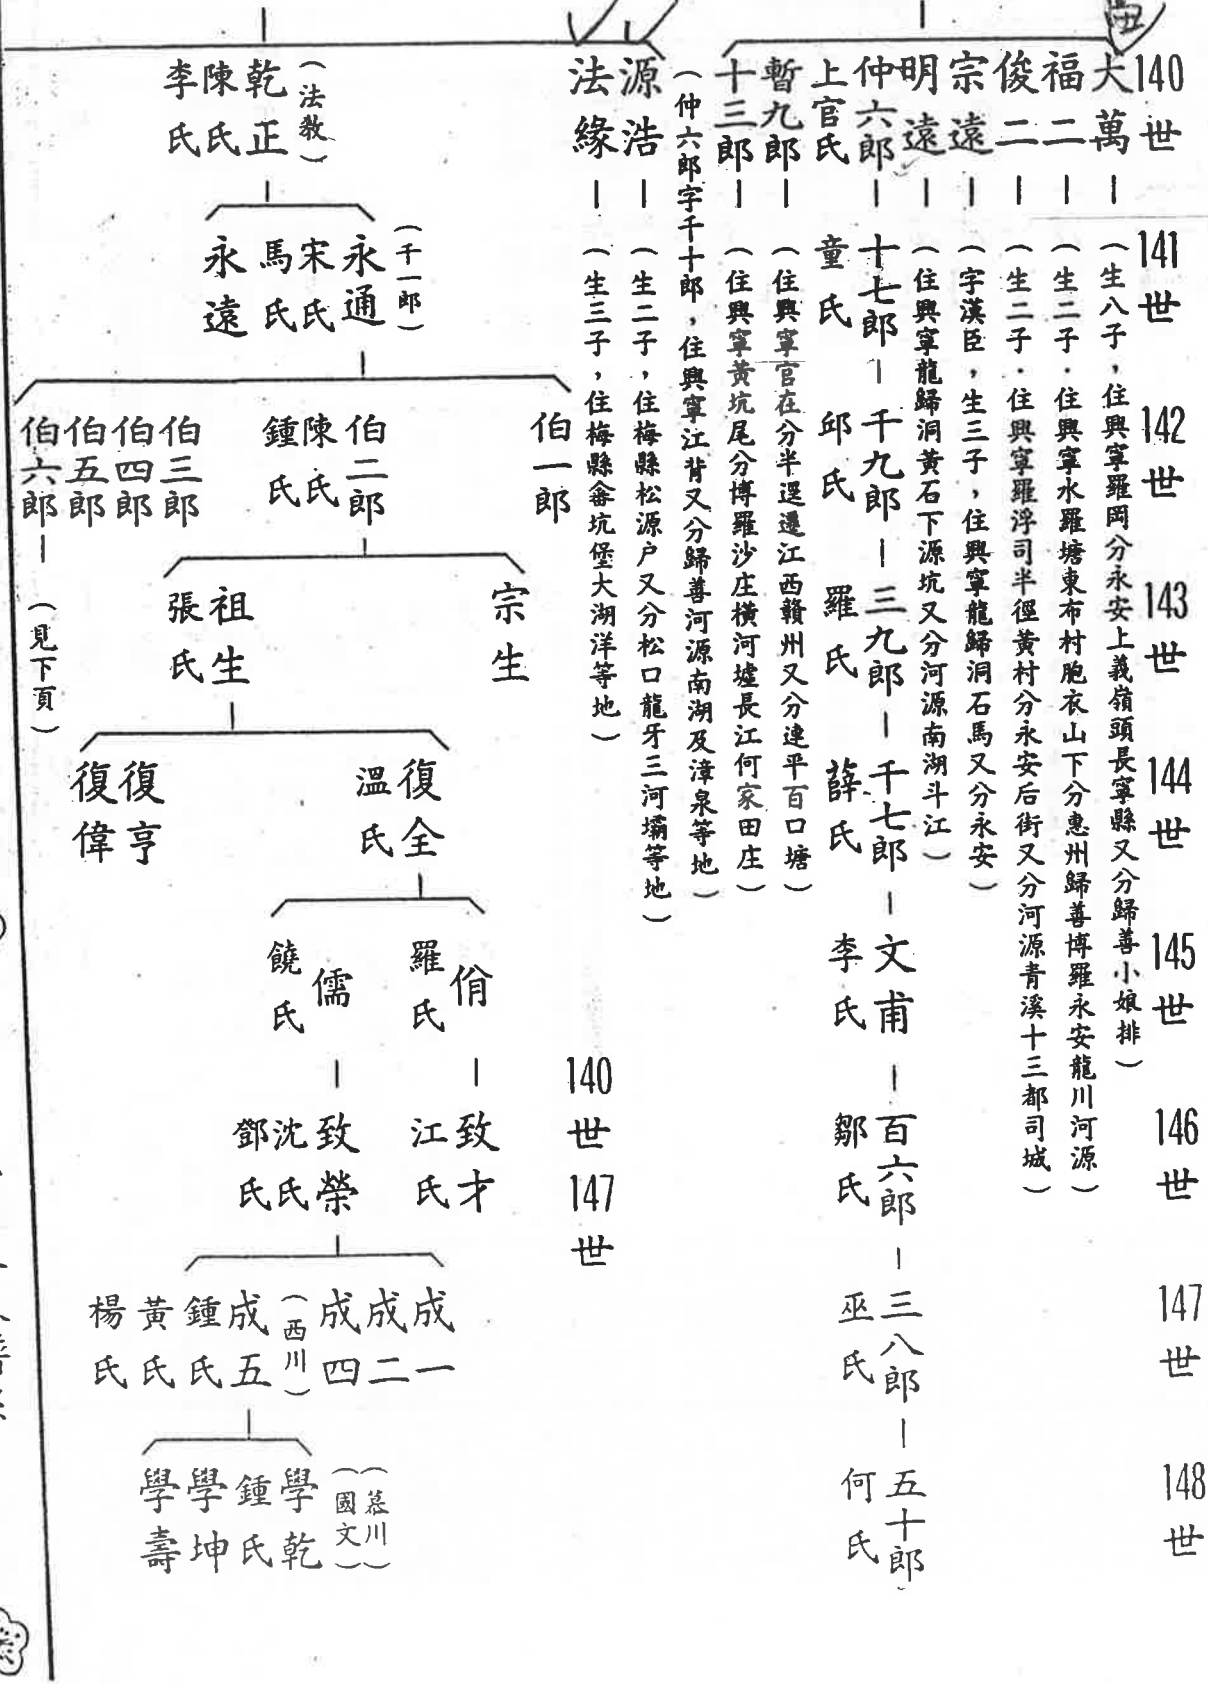 140世
大萬
(生八子，住興寧羅岡分永安上義嶺頭長寧縣又分歸善小娘排)
福二
(生二子．住興寧水羅塘東布村胞衣山下分惠州歸善博羅永安龍川河源)
俊二
(生二子．住興寧羅浮司半徑黃村分永安后街又分河源青溪十三都司城)
宗遠
(字漢臣，生三子，住興寧龍歸洞石馬又分永安)
明遠
(住興寧龍歸洞黃石下源坑又分河源南湖斗江)
仲六郎
上官氏
暫九郎
(住興寧官在分半逕遷江西贛州又分連平百口塘)
十三郎
(住興寧黃坑尾分博羅沙庄橫河墟長江何家田庄)
(仲六郎字千十郎，住興寧江背又分歸善河源南湖及漳泉等地)
141世
十七郎
童氏
142世
千九郎
邱氏
143世
三九郎
羅氏
144世
千七郎
薛氏
145世
文甫
李氏
146世
百六郎
鄒氏
147世
三八郎
巫氏
148世
五十郎
何氏
源浩
(生二子，住梅縣松源户又分松口龍牙三河壩等地)
法緣
(生三子，住梅縣畲坑堡大湖洋等地)
140世
147世
(法教)
乾正
陳氏
李氏
(千一郎)
永通
宋氏
馬氏
永遠
伯一郎
伯二郎
陳氏
鍾氏
伯三郎
伯四郎
伯五郎
伯六郎
(見下頁)
宗生
祖生
張氏
復全
溫氏
復亨
復偉
佾
羅氏
儒
饒氏
致才
江氏
致榮
沈氏
鄧氏
成一
成二
成四
(西川)
成五
鍾氏
黃氏
楊氏
(慕川)
(國文)
學乾
鍾氏
學坤
學壽